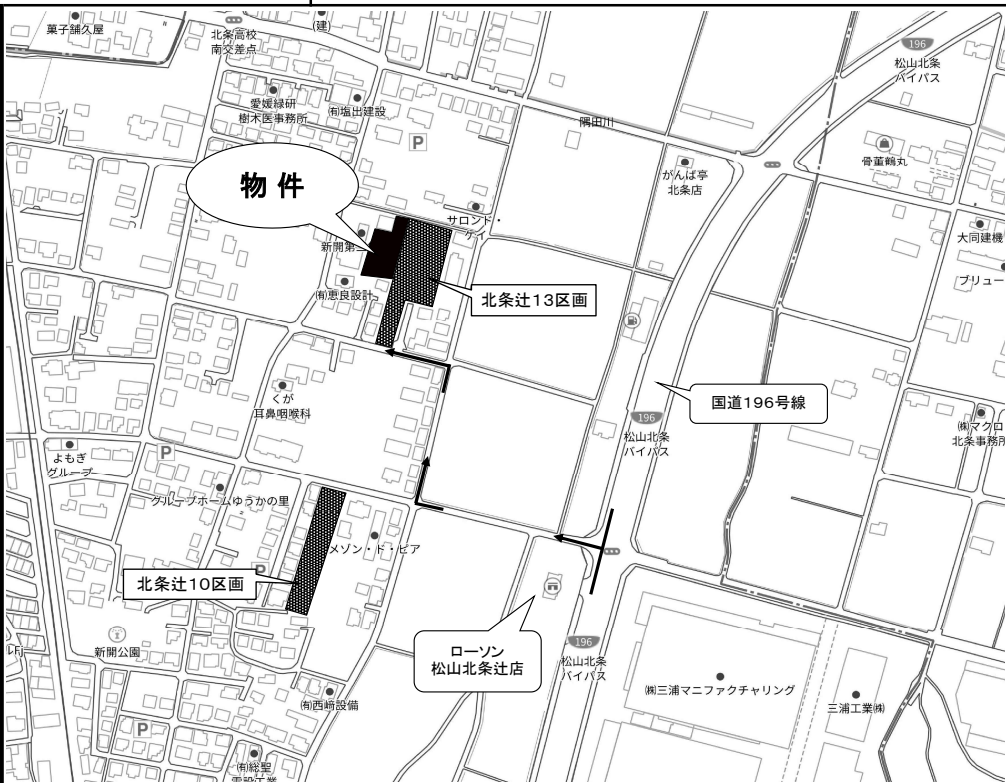 菓子舗久屋
北条高校
南交差点
(建)
196
松山北条
バイパス
愛媛緑研
樹木医事務所
(有)塩出建設
隅田川
P
骨董鶴丸
がんば亭
北条店
物件
サロンド・
ケイ
新開第二
大同建機
ブリュー
(有)恵良設計
北条辻13区画
国道196号線
くが
耳鼻咽喉科
196
松山北条
バイパス
(株)マクロ
北条事務所
よもぎ
グループ
P
グループホームゆうかの里
メゾン・ド・ピア
北条辻10区画
P
新開公園
ローソン
松山北条辻店
196
松山北条
バイパス
(株)三浦マニファクチャリング
三浦工業(株)
(有)西﨑設備
P
(有)総聖
電設工業